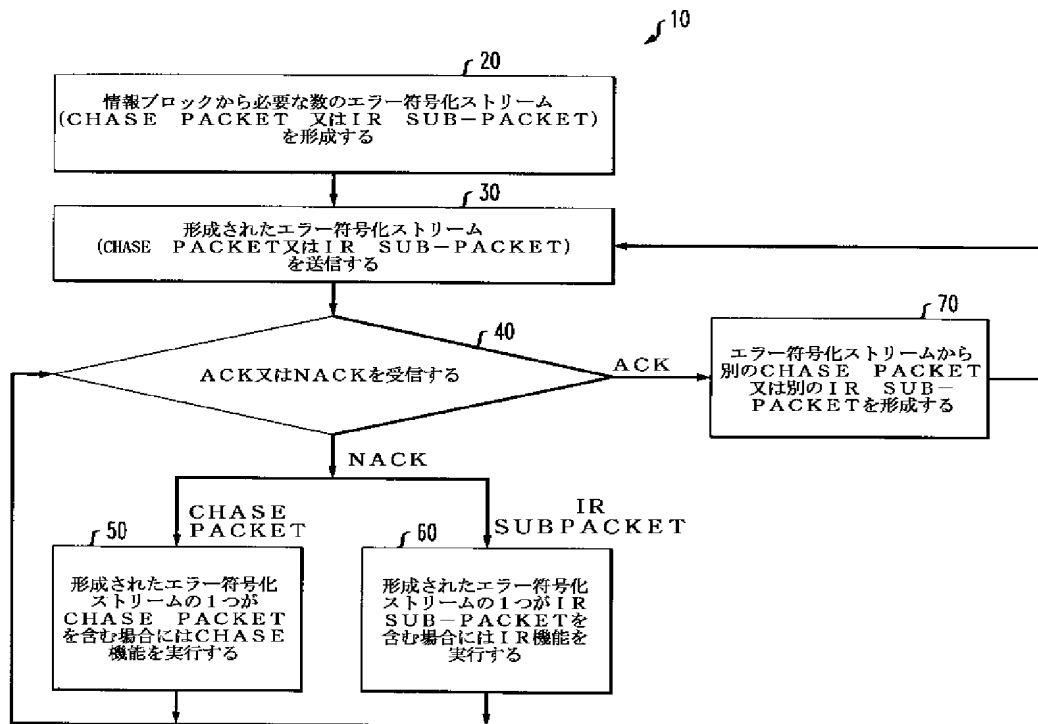 10
20
情報ブロックから必要な数のエラー符号化ストリーム
(CHASE PACKET 又はIR SUB-PACKET)
を形成する
30
形成されたエラー符号化ストリーム
(CHASE PACKET又はIR SUB-PACKET)
を送信する
40
ACK又はNACKを受信する
ACK
70
エラー符号化ストリームから
別のCHASE PACKET
又は別のIR SUB-
PACKETを形成する
NACK
CHASE
PACKET
IR
SUBPACKET
50
形成されたエラー符号化
ストリームの1つが
CHASE PACKET
を含む場合にはCHASE
機能を実行する
60
形成されたエラー符号化
ストリームの1つがIR
SUB-PACKETを
含む場合にはIR機能を
実行する